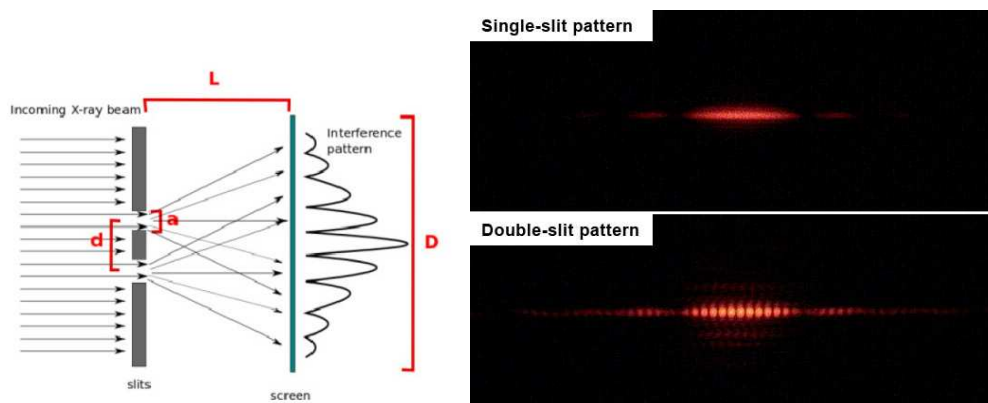 L
Incoming X-ray beam
Interference
pattern
a
d
D
slits
screen
Single-slit pattern
Double-slit pattern